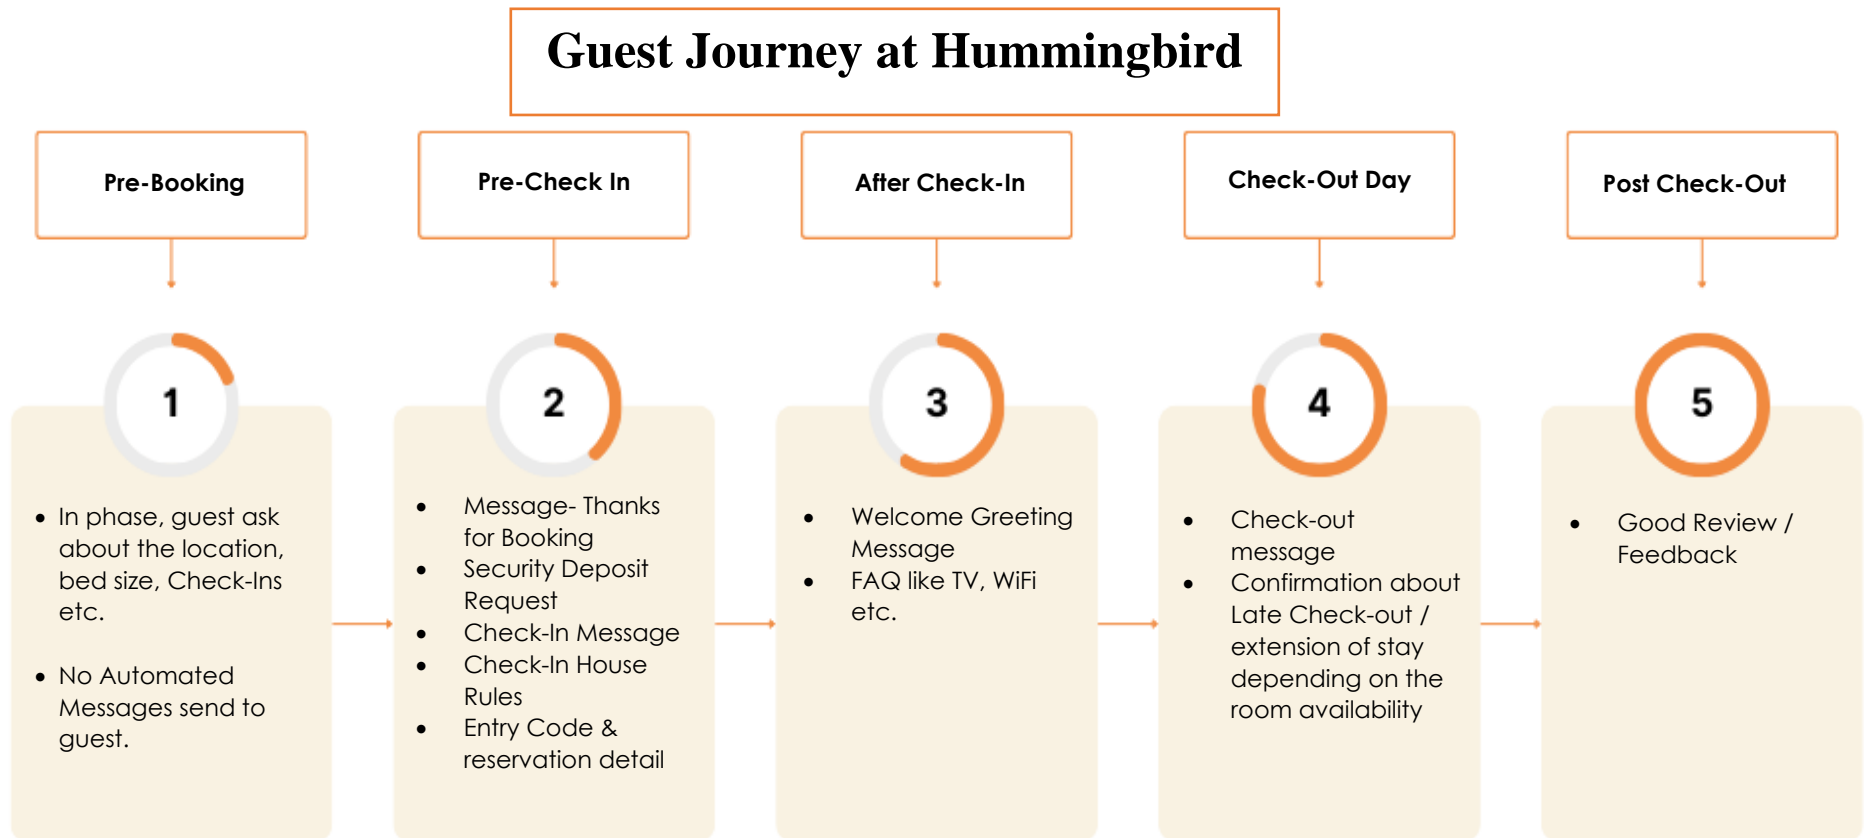 Guest Journey at Hummingbird
Pre-Booking
Pre-Check In
After Check-In
Check-Out Day
Post Check-Out
1
• In phase, guest ask
about the location,
bed size, Check-Ins
etc.
• No Automated
Messages send to
guest.
2
• Message- Thanks
for Booking
• Security Deposit
Request
• Check-In Message
• Check-In House
Rules
• Entry Code &
reservation detail
3
• Welcome Greeting
Message
• FAQ like TV, WiFi
etc.
4
• Check-out
message
• Confirmation about
Late Check-out /
extension of stay
depending on the
room availability
5
• Good Review /
Feedback